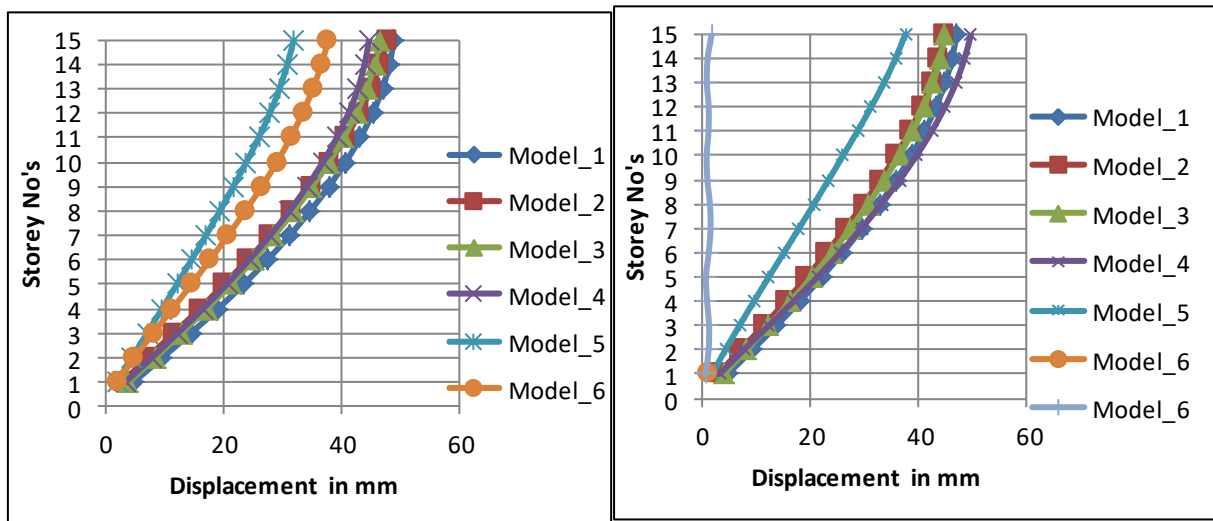 15
14
13
12
11
10
9
8
7
6
5
4
3
2
1
0
Storey No's
0 20 40 60
Displacement in mm
Model_1
Model_2
Model_3
Model_4
Model_5
Model_6
15
14
13
12
11
10
9
8
7
6
5
4
3
2
1
0
Storey No's
0 20 40 60
Displacement in mm
Model_1
Model_2
Model_3
Model_4
Model_5
Model_6
Model_6